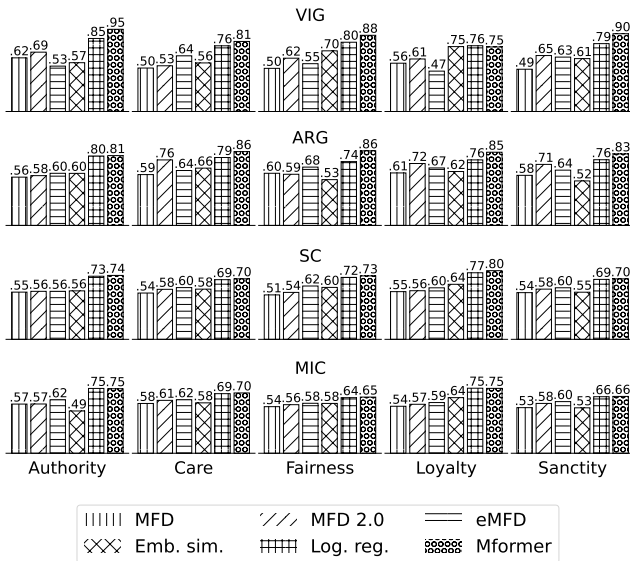 VIG
.62 .69 .53 .57 .85 .95 .50 .53 .64 .56 .76 .81 .50 .62 .55 .70 .80 .88 .56 .61 .47 .75 .76 .75 .49 .65 .63 .61 .79 .90
ARG
.56 .58 .60 .60 .80 .81 .59 .76 .64 .66 .79 .86 .60 .59 .68 .53 .74 .86 .61 .72 .67 .62 .76 .85 .58 .71 .64 .52 .76 .83
SC
.55 .56 .56 .56 .73 .74 .54 .58 .60 .58 .69 .70 .51 .54 .62 .60 .72 .73 .55 .56 .60 .64 .77 .80 .54 .58 .60 .55 .69 .70
MIC
.57 .57 .62 .49 .75 .75 .58 .61 .62 .58 .69 .70 .54 .56 .58 .58 .64 .65 .54 .57 .59 .64 .75 .75 .53 .58 .60 .53 .66 .66
Authority Care Fairness Loyalty Sanctity
MFD MFD 2.0 eMFD
Emb. sim. Log. reg. Mformer